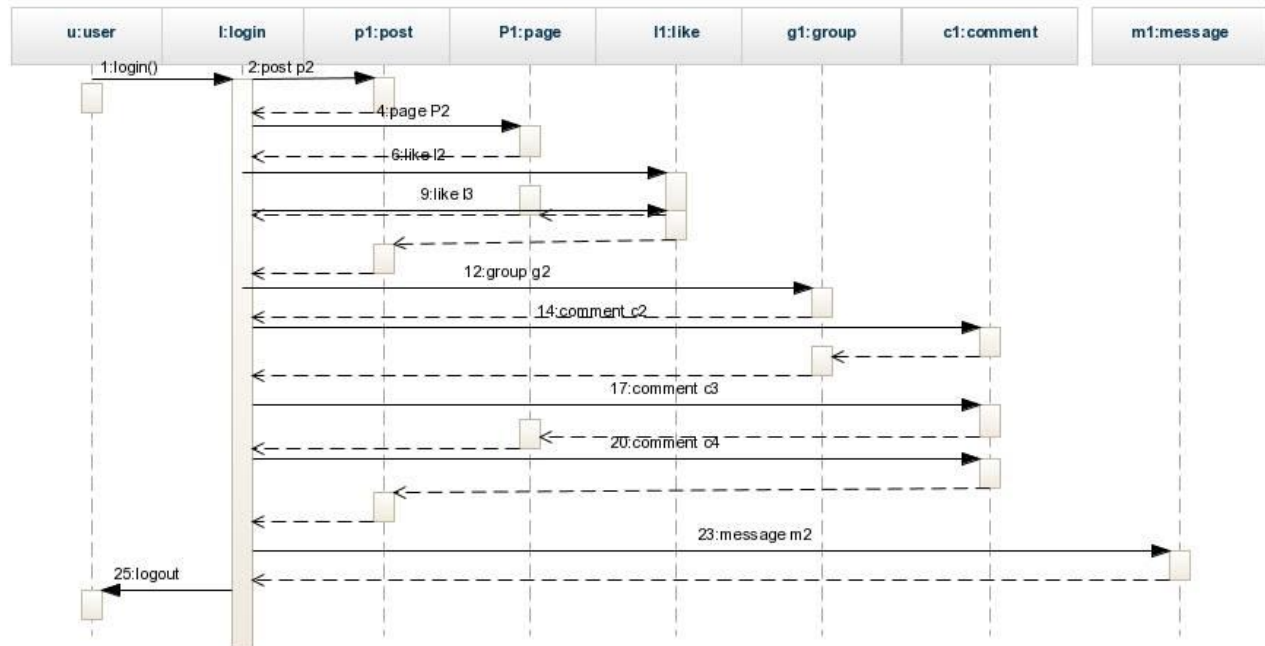 u:user
l:login
p1:post
P1:page
l1:like
g1:group
c1:comment
m1:message
1:login()
2:post p2
4:page P2
6:like l2
9:like l3
12:group g2
14:comment c2
17:comment c3
20:comment c4
23:message m2
25:logout